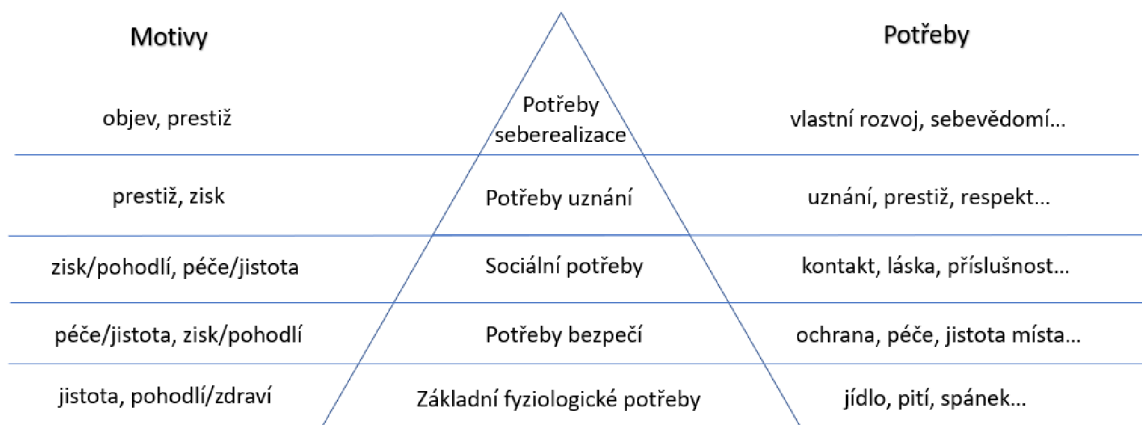 Motivy
Potřeby
objev, prestiž
Potřeby
seberealizace
vlastní rozvoj, sebevědomí...
prestiž, zisk
Potřeby uznání
uznání, prestiž, respekt...
zisk/pohodlí, péče/jistota
Sociální potřeby
kontakt, láska, příslušnost...
péče/jistota, zisk/pohodlí
Potřeby bezpečí
ochrana, péče, jistota místa...
jistota, pohodlí/zdraví
Základní fyziologické potřeby
jídlo, pití, spánek...